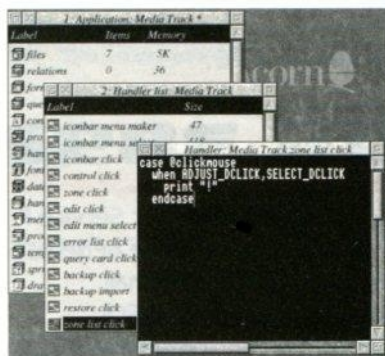 1: Application: Media Track *
Label Items Memory
files 7 5K
relations 0 56
2: Handler list: Media Track
Label Size
iconbar menu maker 47
iconbar menu
iconbar click
control click
zone click
edit click
edit menu select
error list click
query card click
backup click
backup import
restore click
zone list click
Handler: Media Track zone list click
case @clickmouse
when ADJUST_DCLICK,SELECT_DCLICK
print "!"
endcase
corn